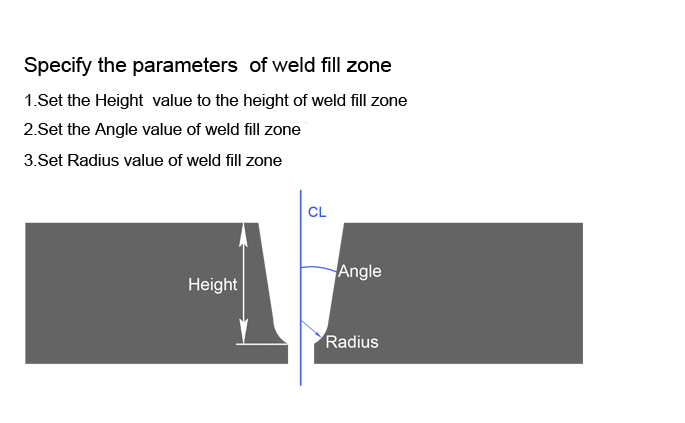 Specify the parameters  of weld fill zone
1.Set the Height  value to the height of weld fill zone
2.Set the Angle value of weld fill zone
3.Set Radius value of weld fill zone
CL
Angle
Height
Radius